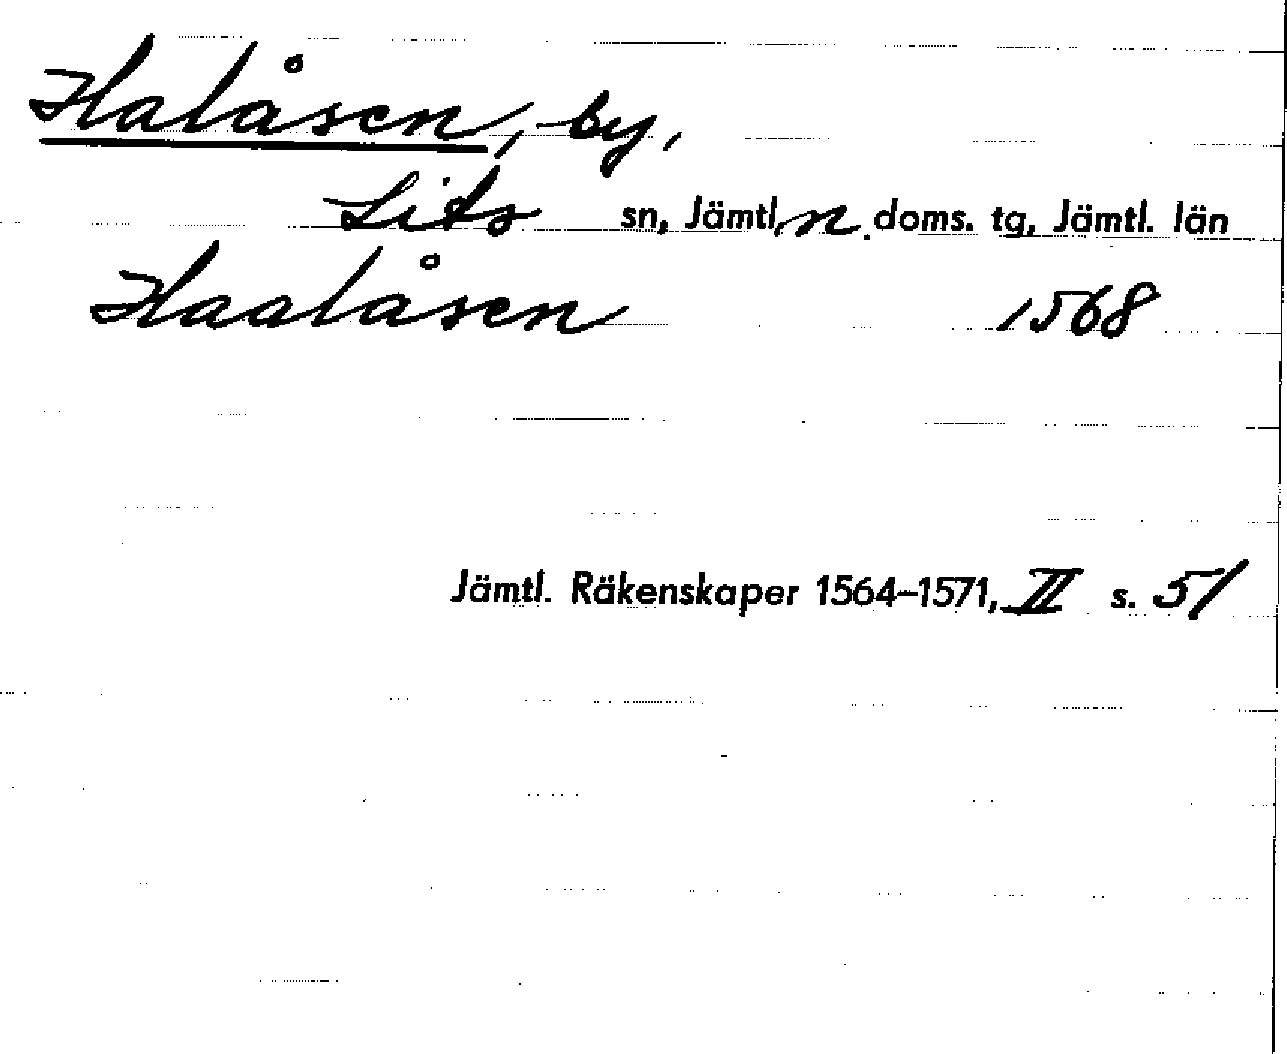 Halåsen, by,
Lits sn, Jämtl, n. doms. tg, Jämtl. län
Haalåsen 1568
Jämtl. Räkenskaper 1564–1571, II s. 51